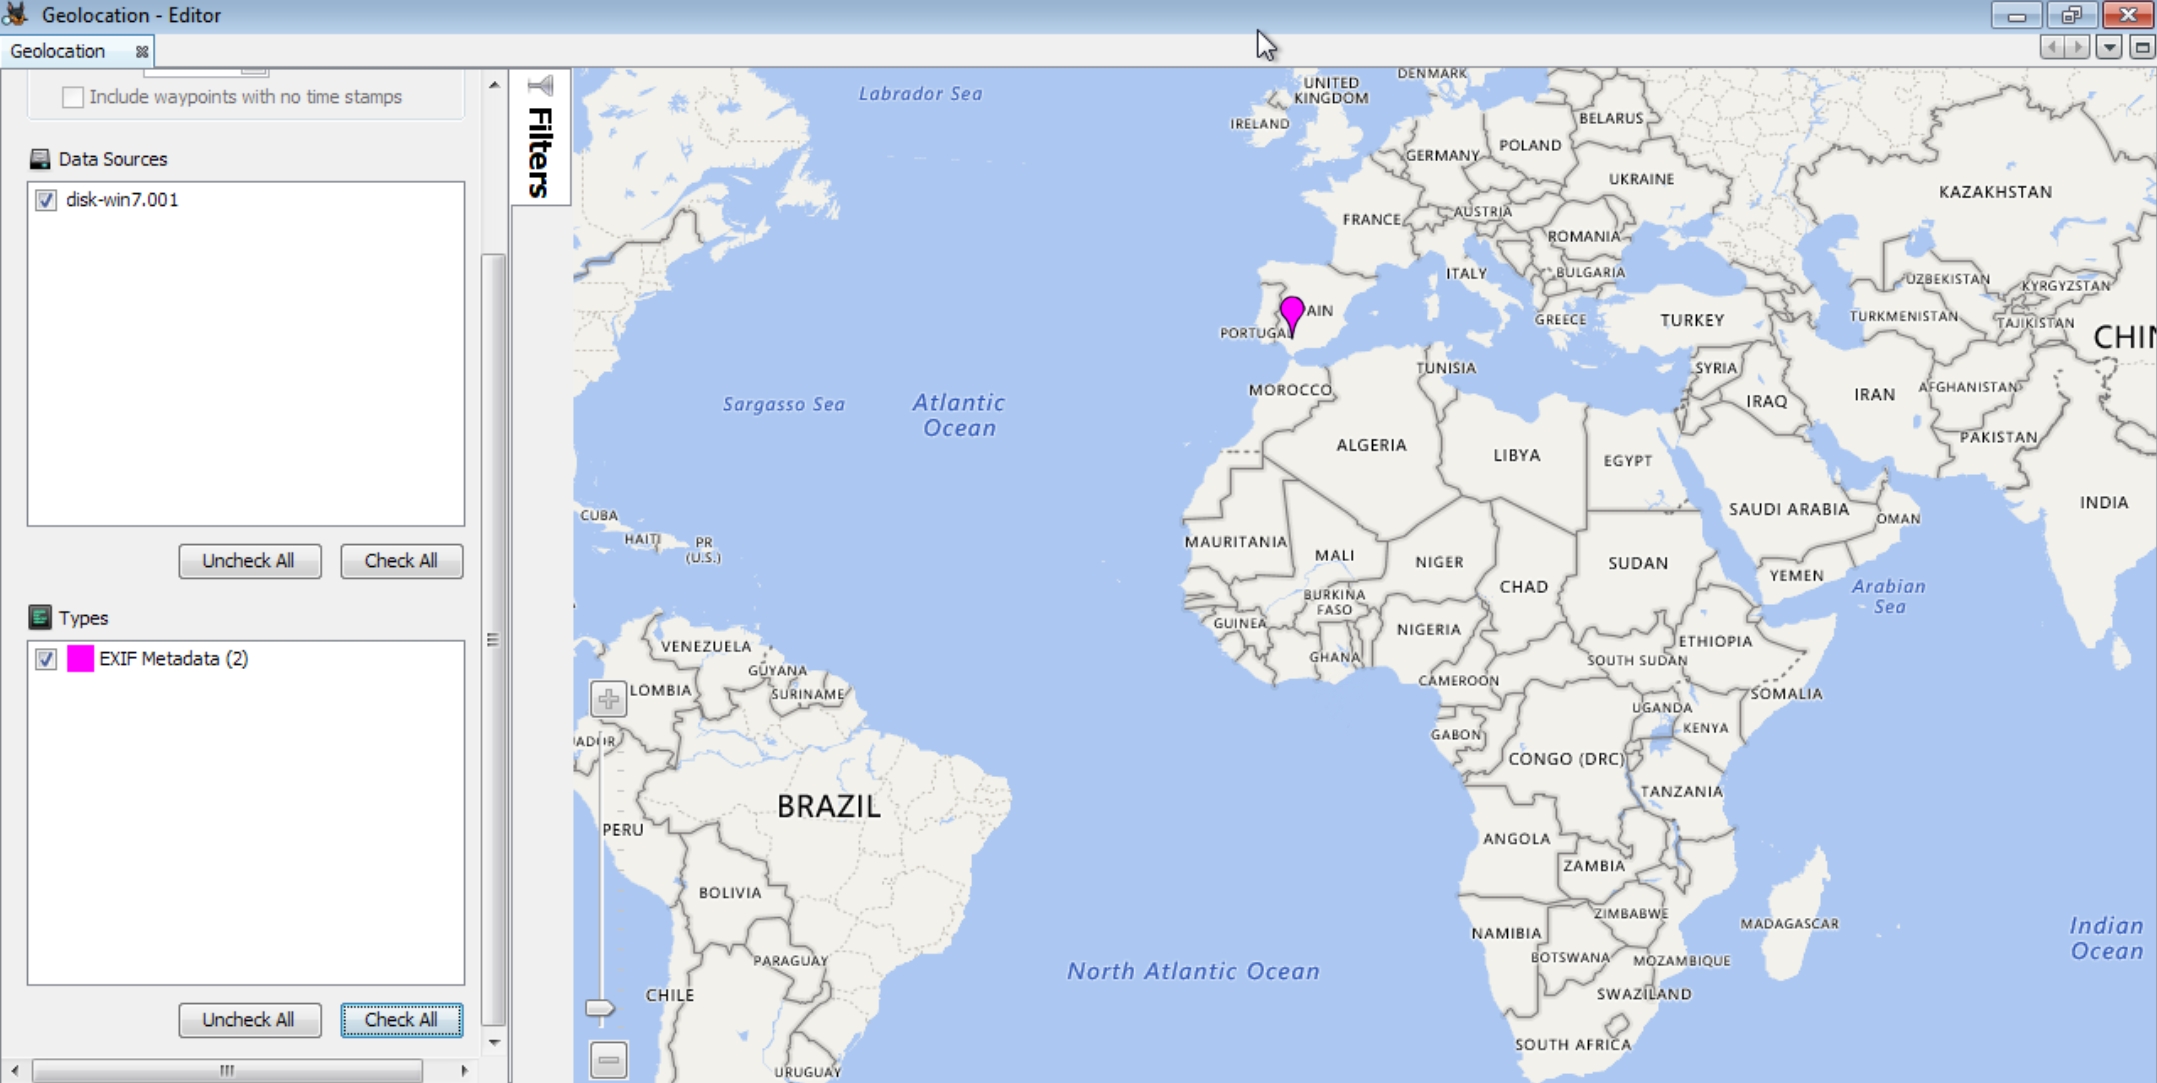 Geolocation - Editor
Geolocation
Include waypoints with no time stamps
Data Sources
disk-win7.001
Uncheck All
Check All
Types
EXIF Metadata (2)
Uncheck All
Check All
Filters
Labrador Sea
UNITED
KINGDOM
DENMARK
IRELAND
BELARUS
POLAND
GERMANY
UKRAINE
KAZAKHSTAN
FRANCE
AUSTRIA
ROMANIA
ITALY
BULGARIA
UZBEKISTAN
KYRGYZSTAN
AIN
PORTUGAL
GREECE
TURKEY
TURKMENISTAN
TAJIKISTAN
CHIN
TUNISIA
SYRIA
MOROCCO
IRAQ
IRAN
AFGHANISTAN
Sargasso Sea
Atlantic
Ocean
ALGERIA
LIBYA
EGYPT
PAKISTAN
SAUDI ARABIA
OMAN
INDIA
CUBA
HAITI
PR
(U.S.)
MAURITANIA
MALI
NIGER
CHAD
SUDAN
YEMEN
Arabian
Sea
BURKINA
FASO
GUINEA
NIGERIA
ETHIOPIA
VENEZUELA
GUYANA
SURINAME
LOMBIA
GHANA
SOUTH SUDAN
CAMEROON
SOMALIA
UGANDA
KENYA
ADOR
GABON
CONGO (DRC)
TANZANIA
BRAZIL
PERU
ANGOLA
ZAMBIA
BOLIVIA
ZIMBABWE
NAMIBIA
MADAGASCAR
Indian
Ocean
PARAGUAY
BOTSWANA
MOZAMBIQUE
North Atlantic Ocean
CHILE
SWAZILAND
SOUTH AFRICA
URUGUAY